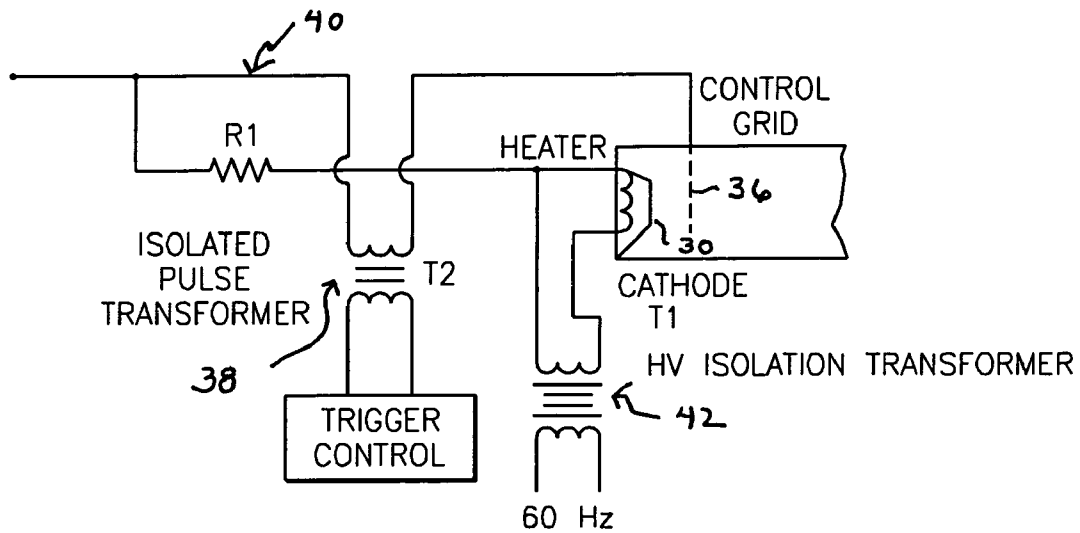 40
CONTROL
GRID
R1
HEATER
36
30
ISOLATED
PULSE
TRANSFORMER
T2
CATHODE
T1
38
HV ISOLATION TRANSFORMER
42
TRIGGER
CONTROL
60 Hz